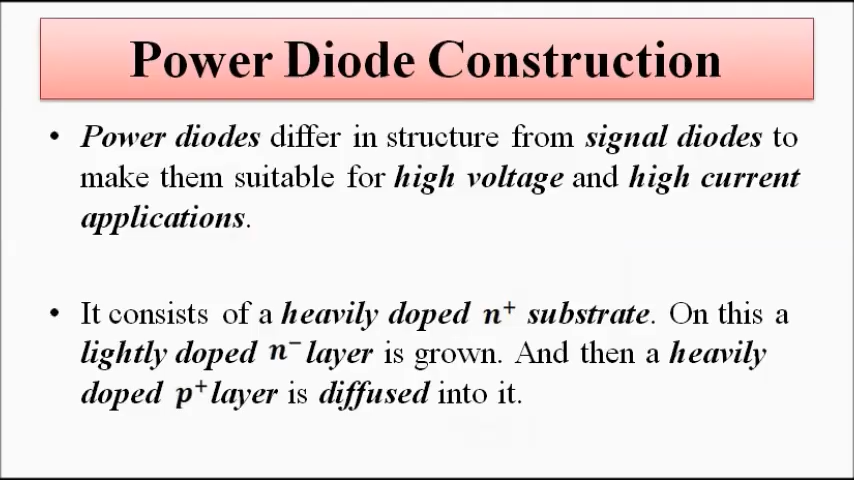 Power Diode Construction
• Power diodes differ in structure from signal diodes to
make them suitable for high voltage and high current
applications.
• It consists of a heavily doped n⁺ substrate. On this a
lightly doped n⁻ layer is grown. And then a heavily
doped p⁺ layer is diffused into it.